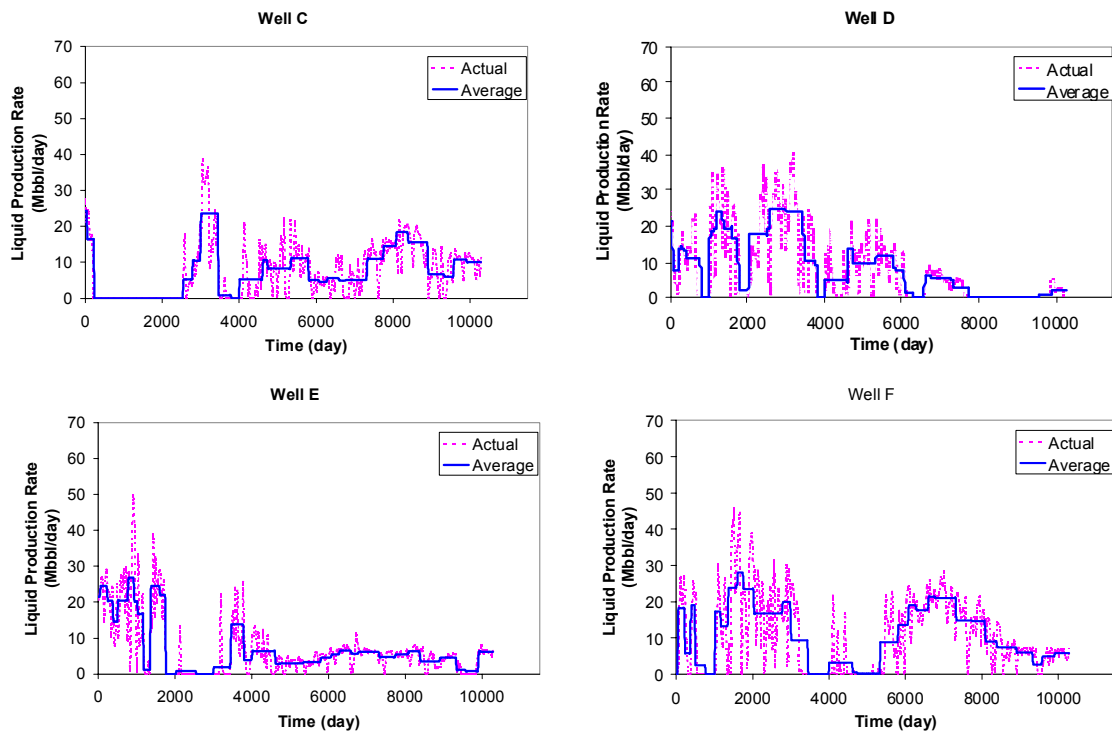 Well C
Liquid Production Rate
(Mbbl/day)
70
60
50
40
30
20
10
0
0 2000 4000 6000 8000 10000
Time (day)
Actual
Average
Well D
Liquid Production Rate
(Mbbl/day)
70
60
50
40
30
20
10
0
0 2000 4000 6000 8000 10000
Time (day)
Actual
Average
Well E
Liquid Production Rate
(Mbbl/day)
70
60
50
40
30
20
10
0
0 2000 4000 6000 8000 10000
Time (day)
Actual
Average
Well F
Liquid Production Rate
(Mbbl/day)
70
60
50
40
30
20
10
0
0 2000 4000 6000 8000 10000
Time (day)
Actual
Average